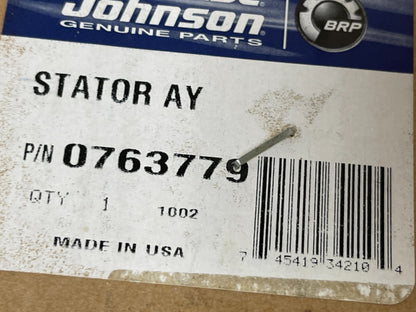 Johnson
GENUINE PARTS
BRP
STATOR AY
P/N 0763779
QTY 1 1002
MADE IN USA
7 45419 34210 4